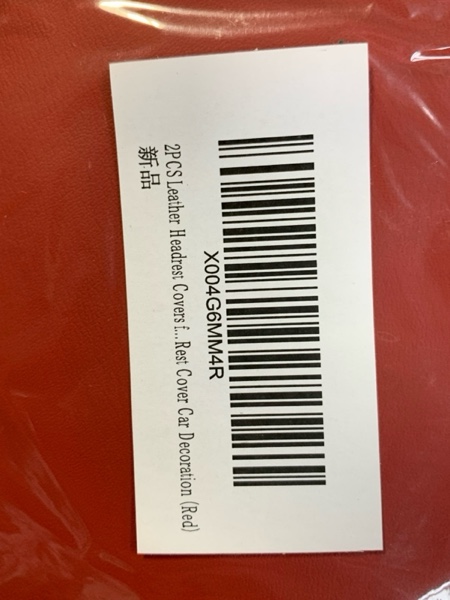 X004G6MM4R
2PCS Leather Headrest Covers f...Rest Cover Car Decoration (Red)
新品